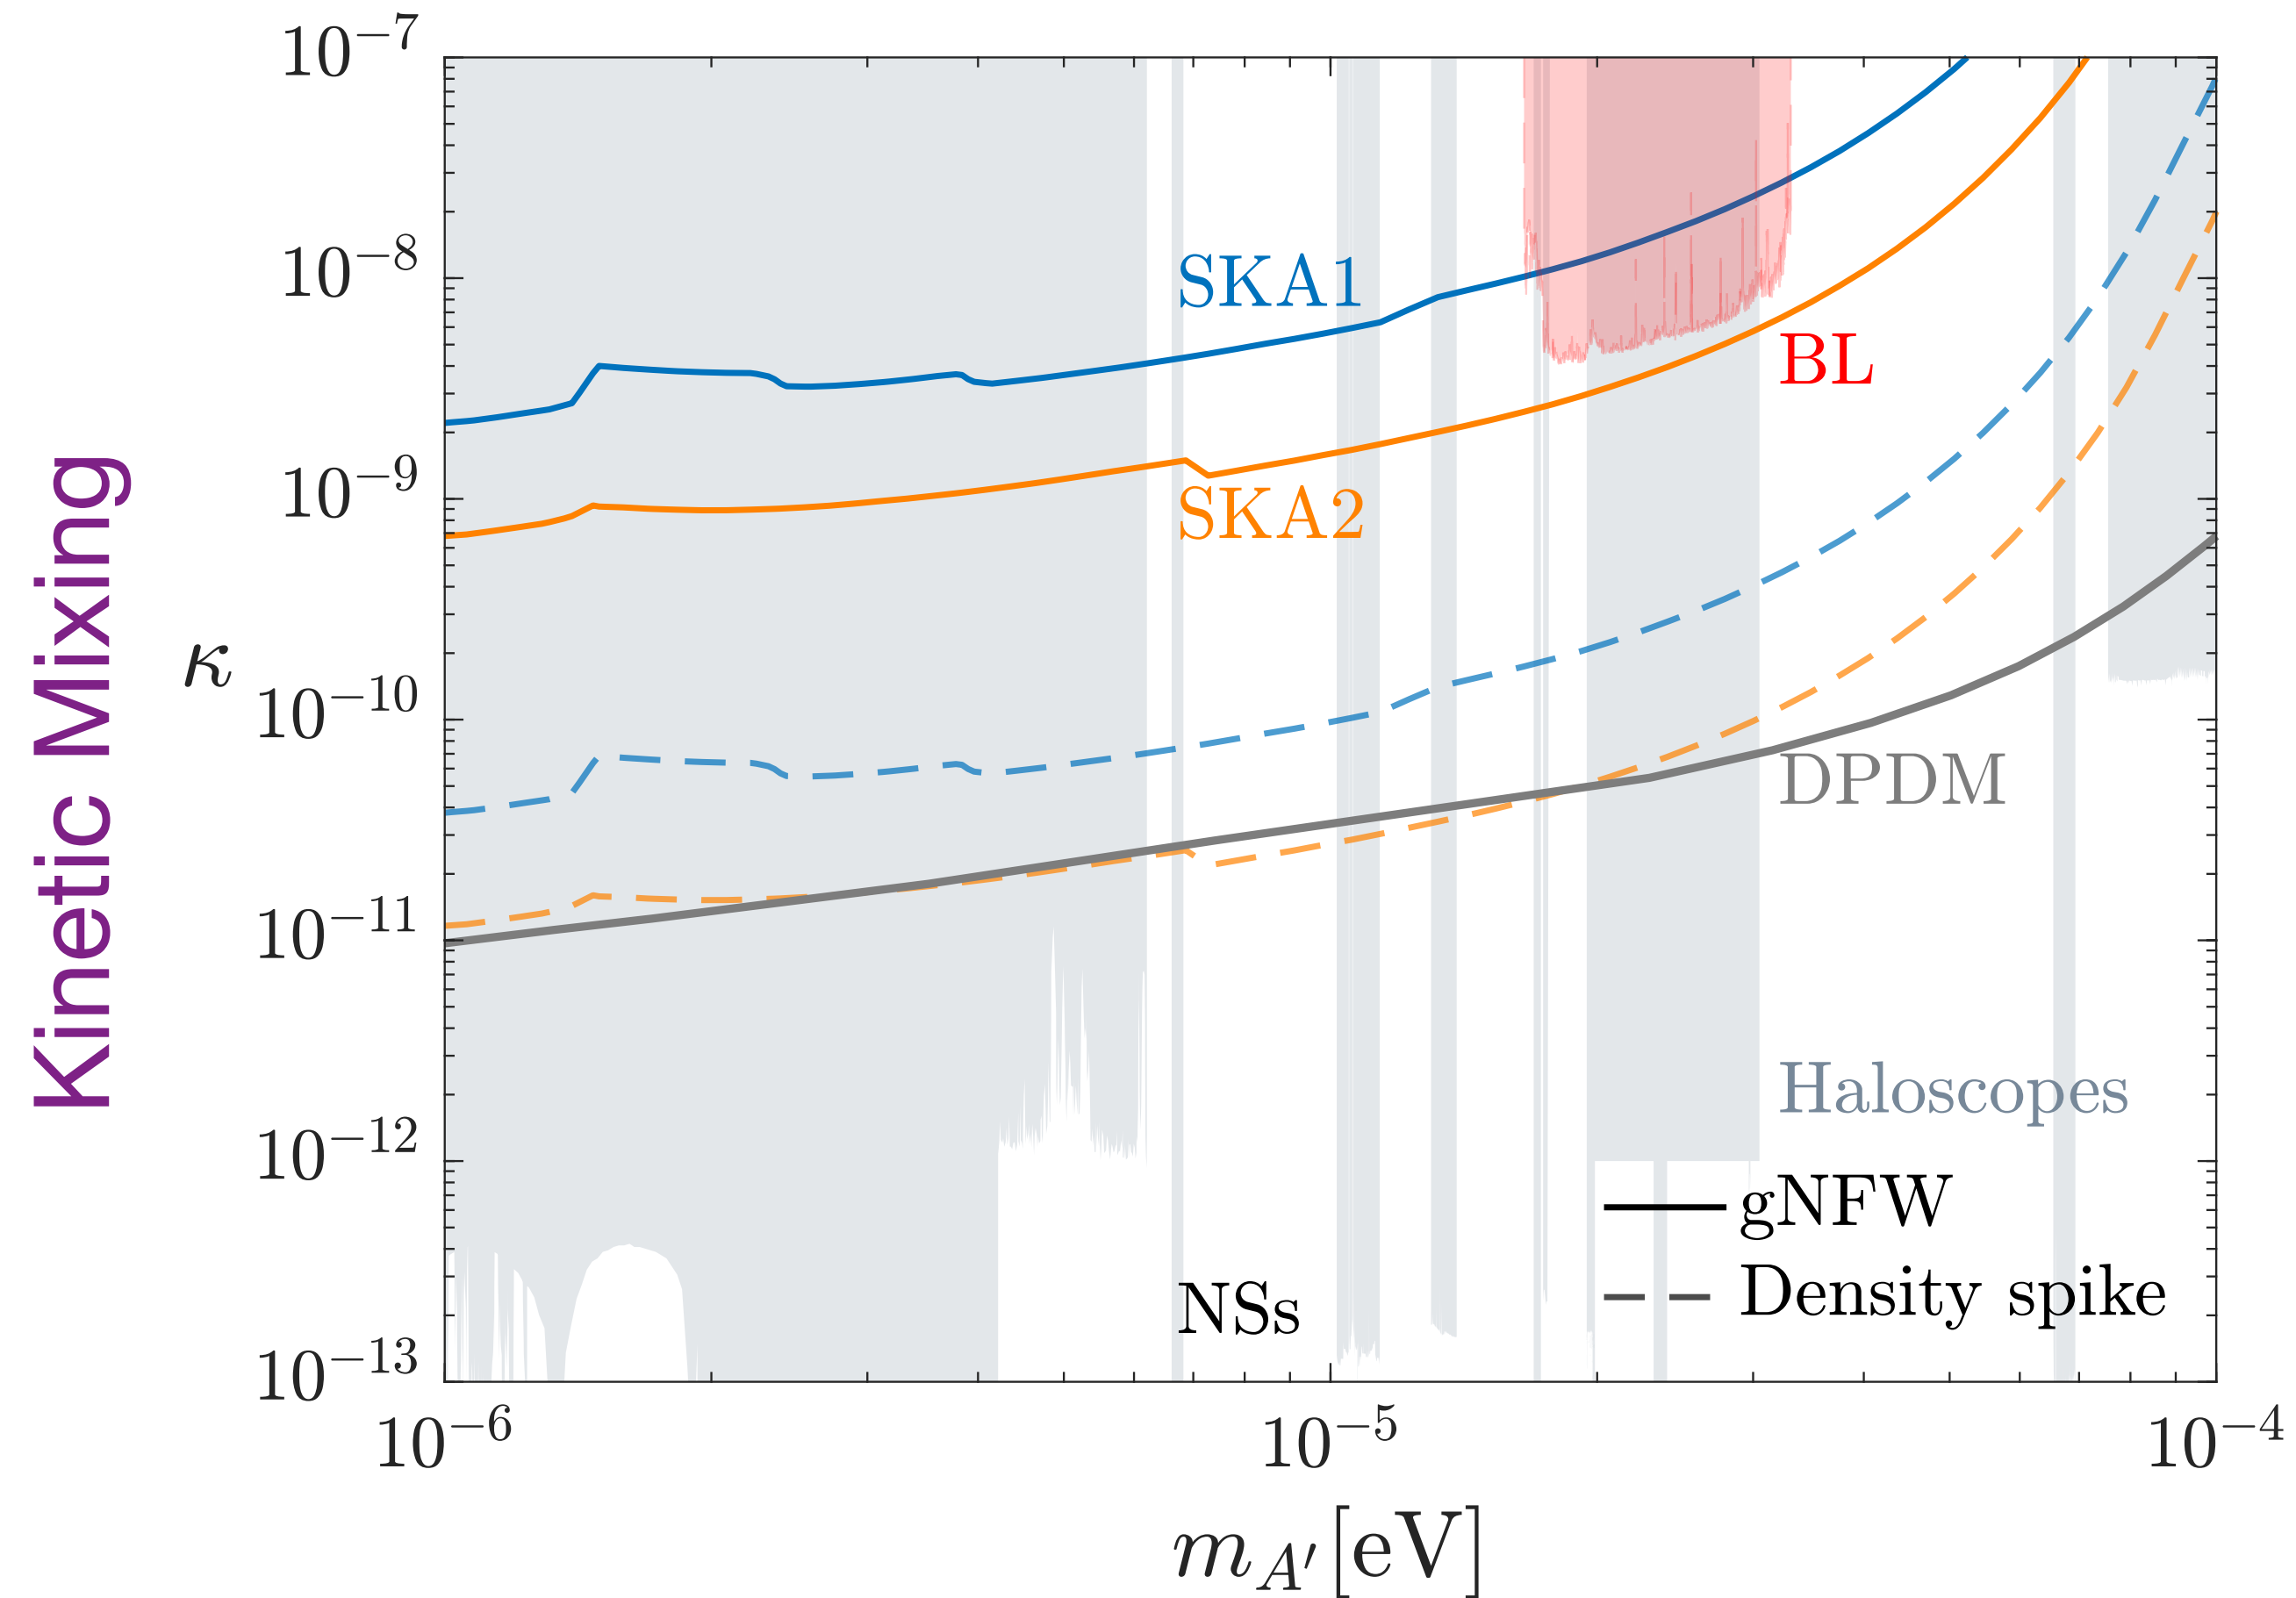 Kinetic Mixing
κ
10⁻⁷
10⁻⁸
10⁻⁹
10⁻¹⁰
10⁻¹¹
10⁻¹²
10⁻¹³
SKA1
BL
SKA2
DPDM
Haloscopes
gNFW
Density spike
NSs
10⁻⁶
10⁻⁵
10⁻⁴
m_{A′} [eV]